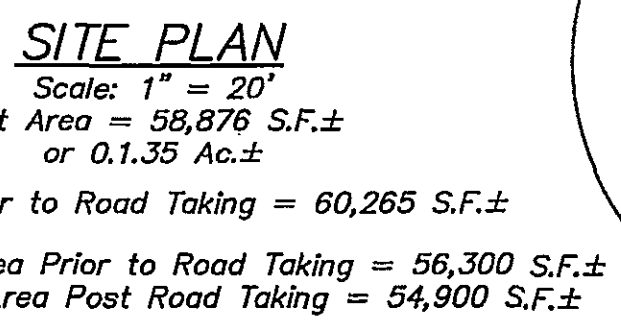 SITE PLAN
Scale: 1" = 20'
t Area = 58,876 S.F.±
or 0.1.35 Ac.±
r to Road Taking = 60,265 S.F.±
ea Prior to Road Taking = 56,300 S.F.±
rea Post Road Taking = 54,900 S.F.±